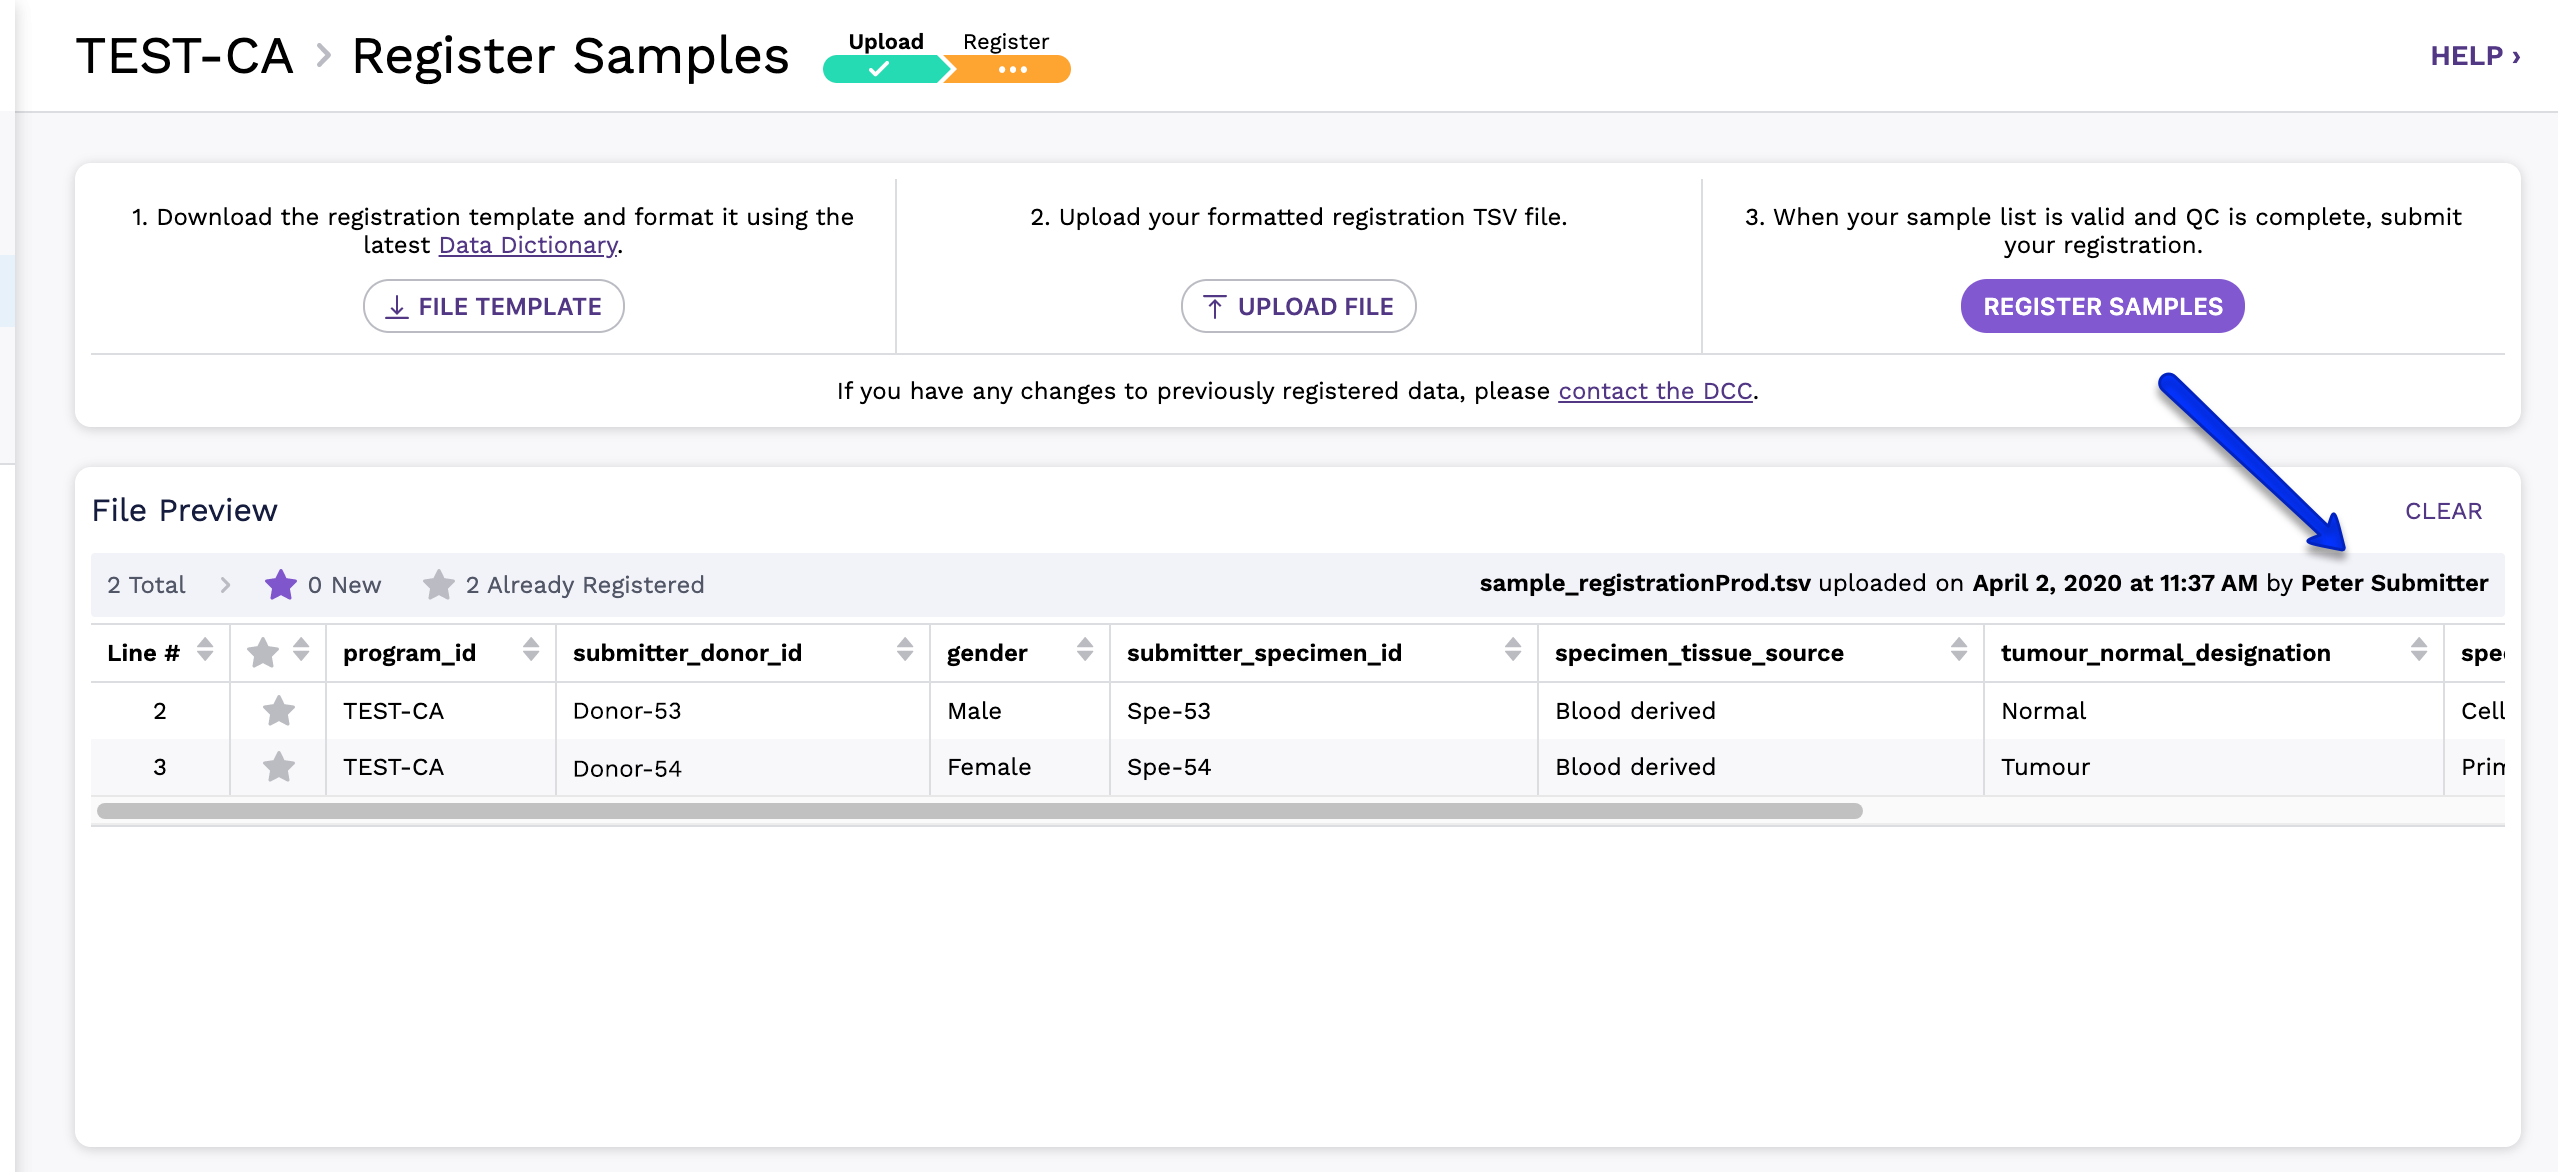 TEST-CA > Register Samples
Upload Register
HELP ›
1. Download the registration template and format it using the
latest Data Dictionary.
FILE TEMPLATE
2. Upload your formatted registration TSV file.
UPLOAD FILE
3. When your sample list is valid and QC is complete, submit
your registration.
REGISTER SAMPLES
If you have any changes to previously registered data, please contact the DCC.
File Preview
CLEAR
2 Total > 0 New 2 Already Registered
sample_registrationProd.tsv uploaded on April 2, 2020 at 11:37 AM by Peter Submitter
Line # program_id submitter_donor_id gender submitter_specimen_id specimen_tissue_source tumour_normal_designation
2 TEST-CA Donor-53 Male Spe-53 Blood derived Normal Cell
3 TEST-CA Donor-54 Female Spe-54 Blood derived Tumour